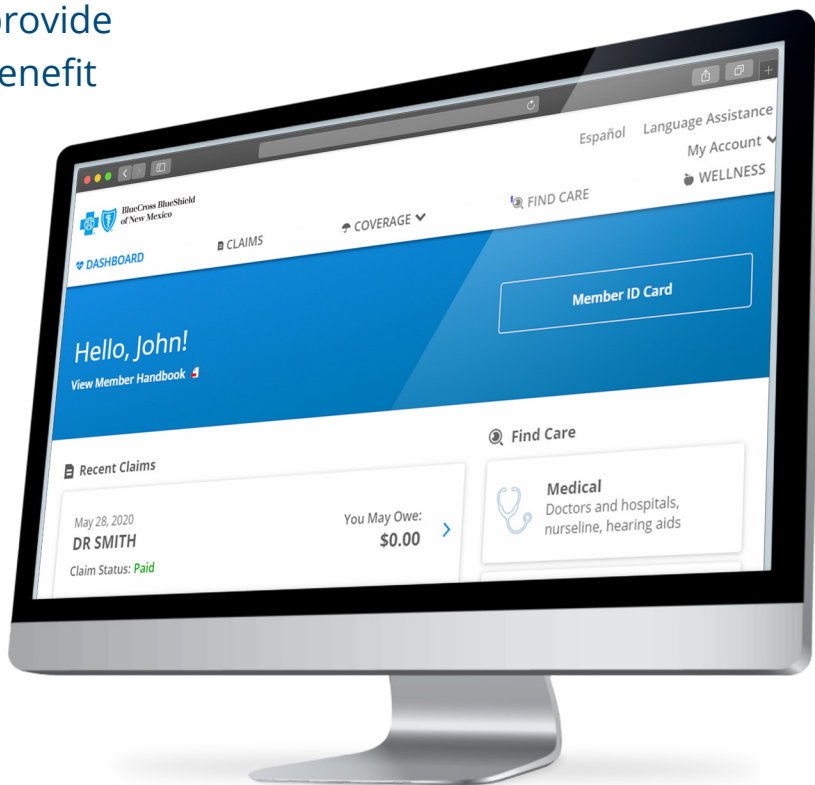 provide
enefit
Español Language Assistance
My Account
BlueCross BlueShield
of New Mexico
DASHBOARD CLAIMS COVERAGE FIND CARE WELLNESS
Hello, John!
View Member Handbook
Member ID Card
Recent Claims
May 28, 2020
DR SMITH
Claim Status: Paid
You May Owe:
$0.00
Find Care
Medical
Doctors and hospitals,
nurseline, hearing aids